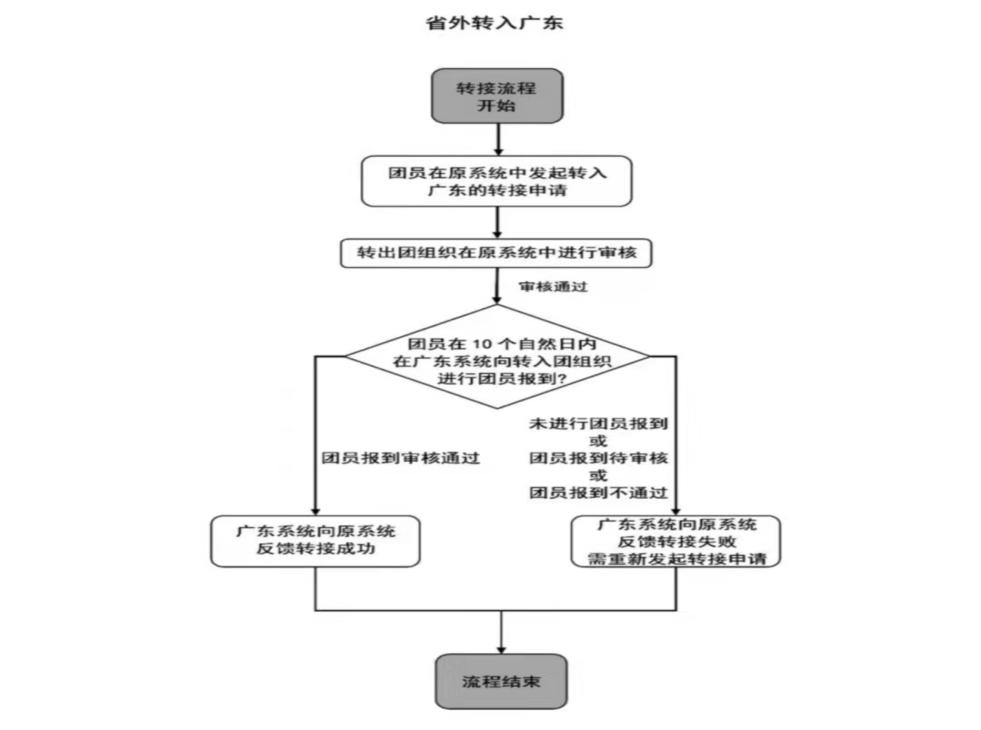 省外转入广东
转接流程
开始
团员在原系统中发起转入
广东的转接申请
转出团组织在原系统中进行审核
审核通过
团员在 10 个自然日内
在广东系统向转入团组织
进行团员报到?
团员报到审核通过
未进行团员报到
或
团员报到待审核
或
团员报到不通过
广东系统向原系统
反馈转接成功
广东系统向原系统
反馈转接失败
需重新发起转接申请
流程结束